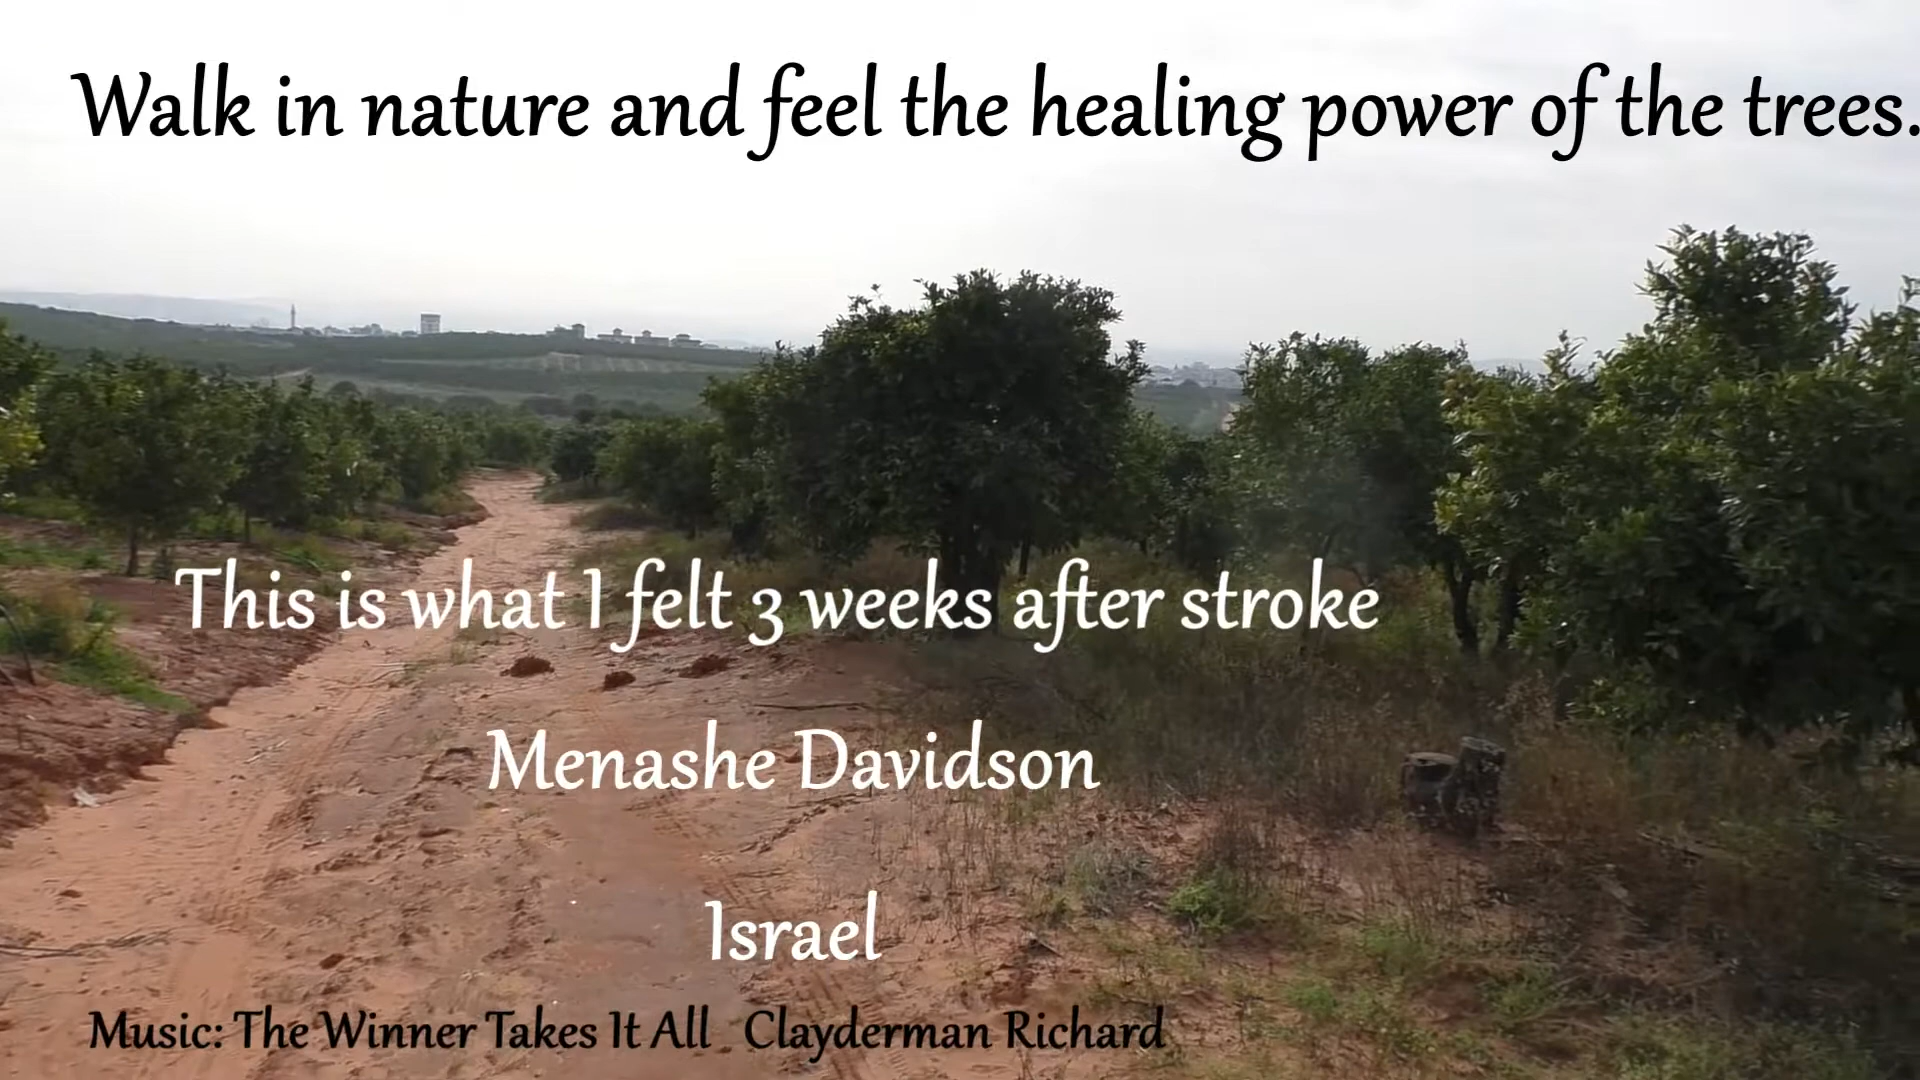 Walk in nature and feel the healing power of the trees.
This is what I felt 3 weeks after stroke
Menashe Davidson
Israel
Music: The Winner Takes It All Clayderman Richard